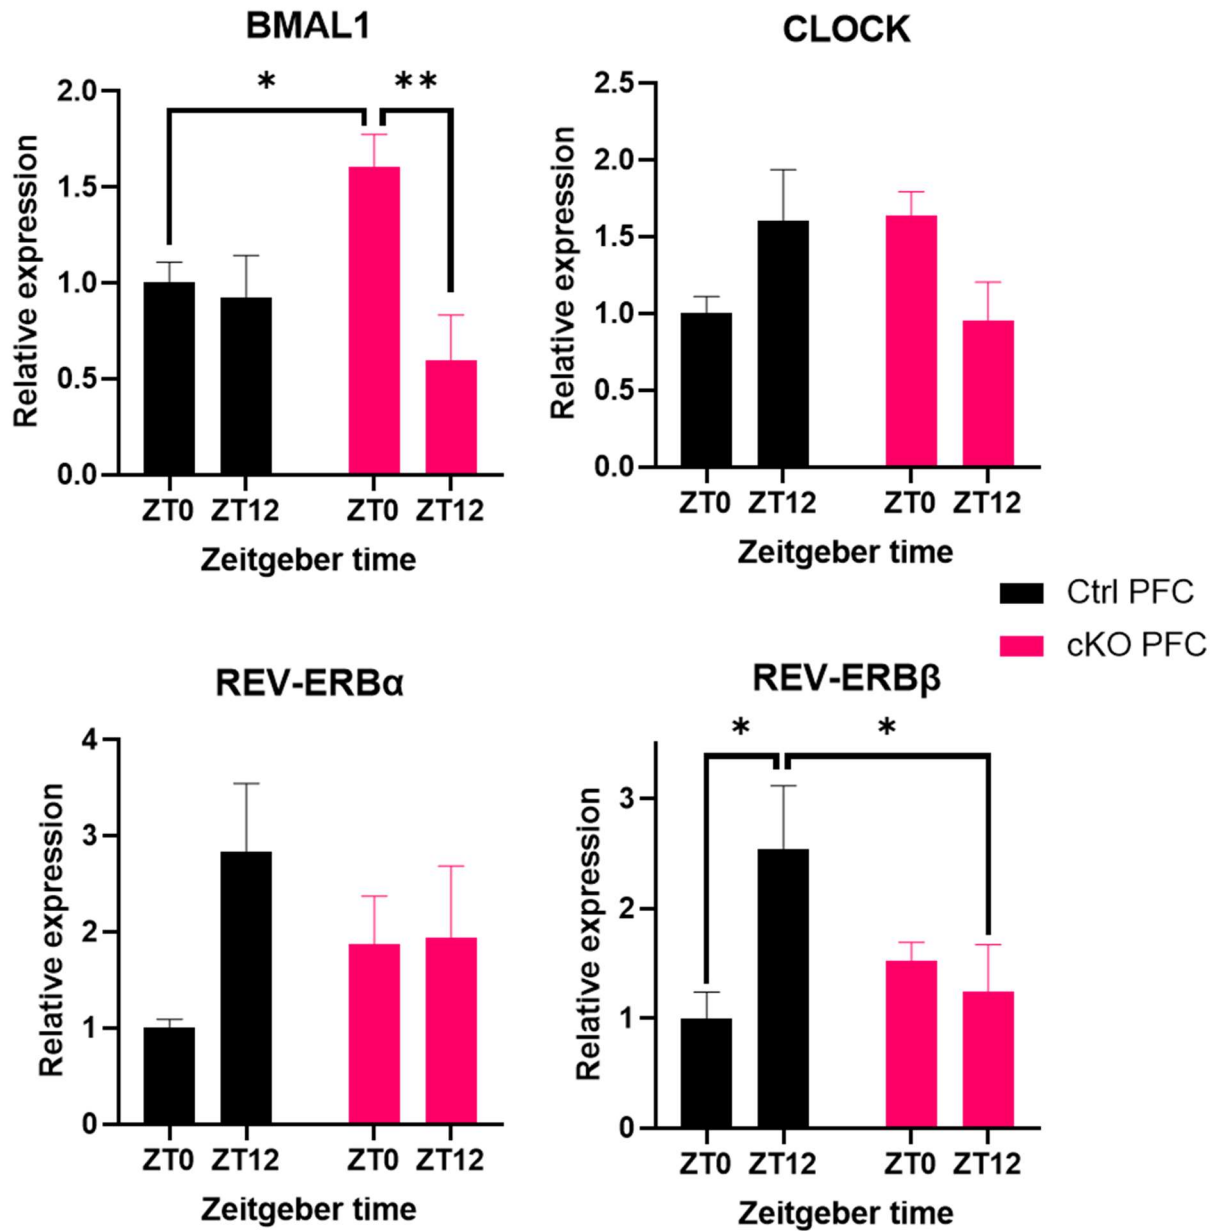 BMAL1
* **
2.0
1.5
1.0
0.5
0.0
Relative expression
ZT0 ZT12 ZT0 ZT12
Zeitgeber time
CLOCK
2.5
2.0
1.5
1.0
0.5
0.0
Relative expression
ZT0 ZT12 ZT0 ZT12
Zeitgeber time
Ctrl PFC
cKO PFC
REV-ERBα
4
3
2
1
0
Relative expression
ZT0 ZT12 ZT0 ZT12
Zeitgeber time
REV-ERBβ
* *
3
2
1
0
Relative expression
ZT0 ZT12 ZT0 ZT12
Zeitgeber time